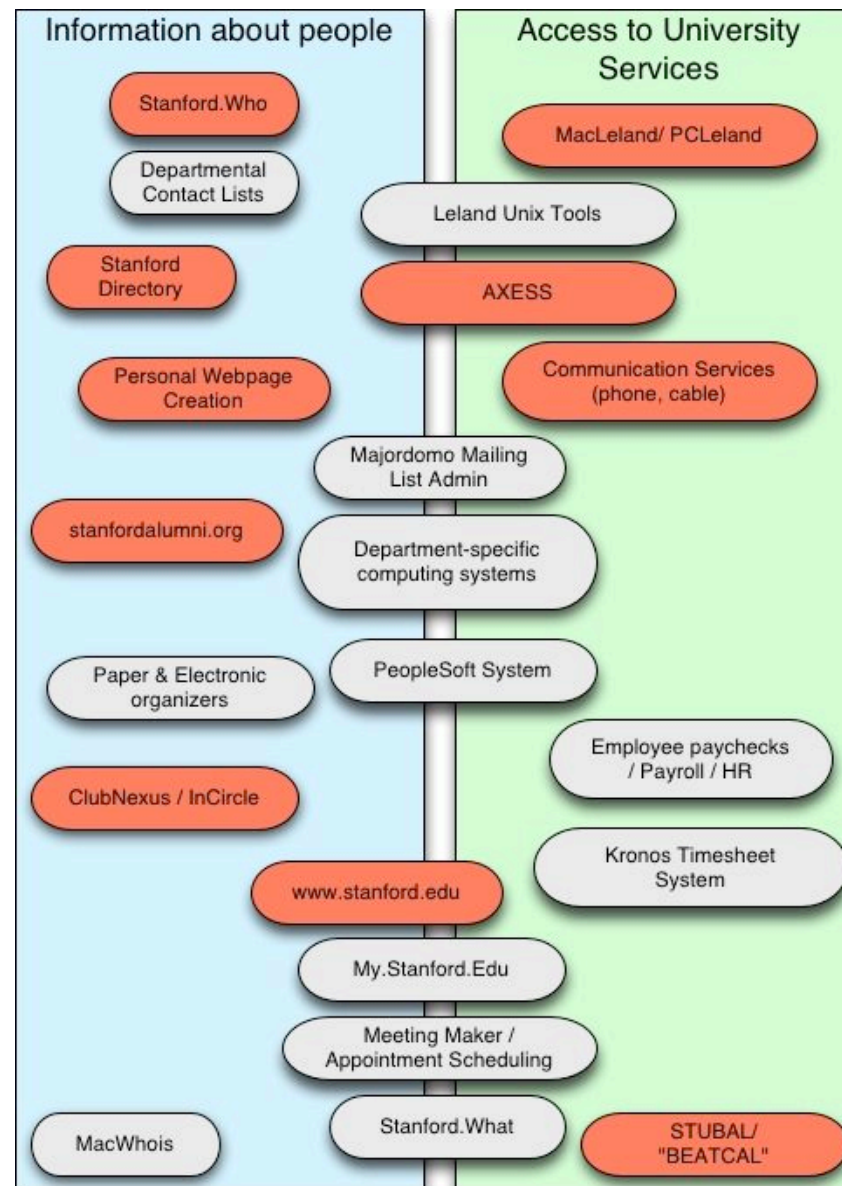 Information about people
Access to University
Services
Stanford.Who
MacLeland/ PCLeland
Departmental
Contact Lists
Leland Unix Tools
Stanford
Directory
AXESS
Personal Webpage
Creation
Communication Services
(phone, cable)
Majordomo Mailing
List Admin
stanfordalumni.org
Department-specific
computing systems
Paper & Electronic
organizers
PeopleSoft System
Employee paychecks
/ Payroll / HR
ClubNexus / InCircle
Kronos Timesheet
System
www.stanford.edu
My.Stanford.Edu
Meeting Maker /
Appointment Scheduling
Stanford.What
MacWhois
STUBAL/
"BEATCAL"